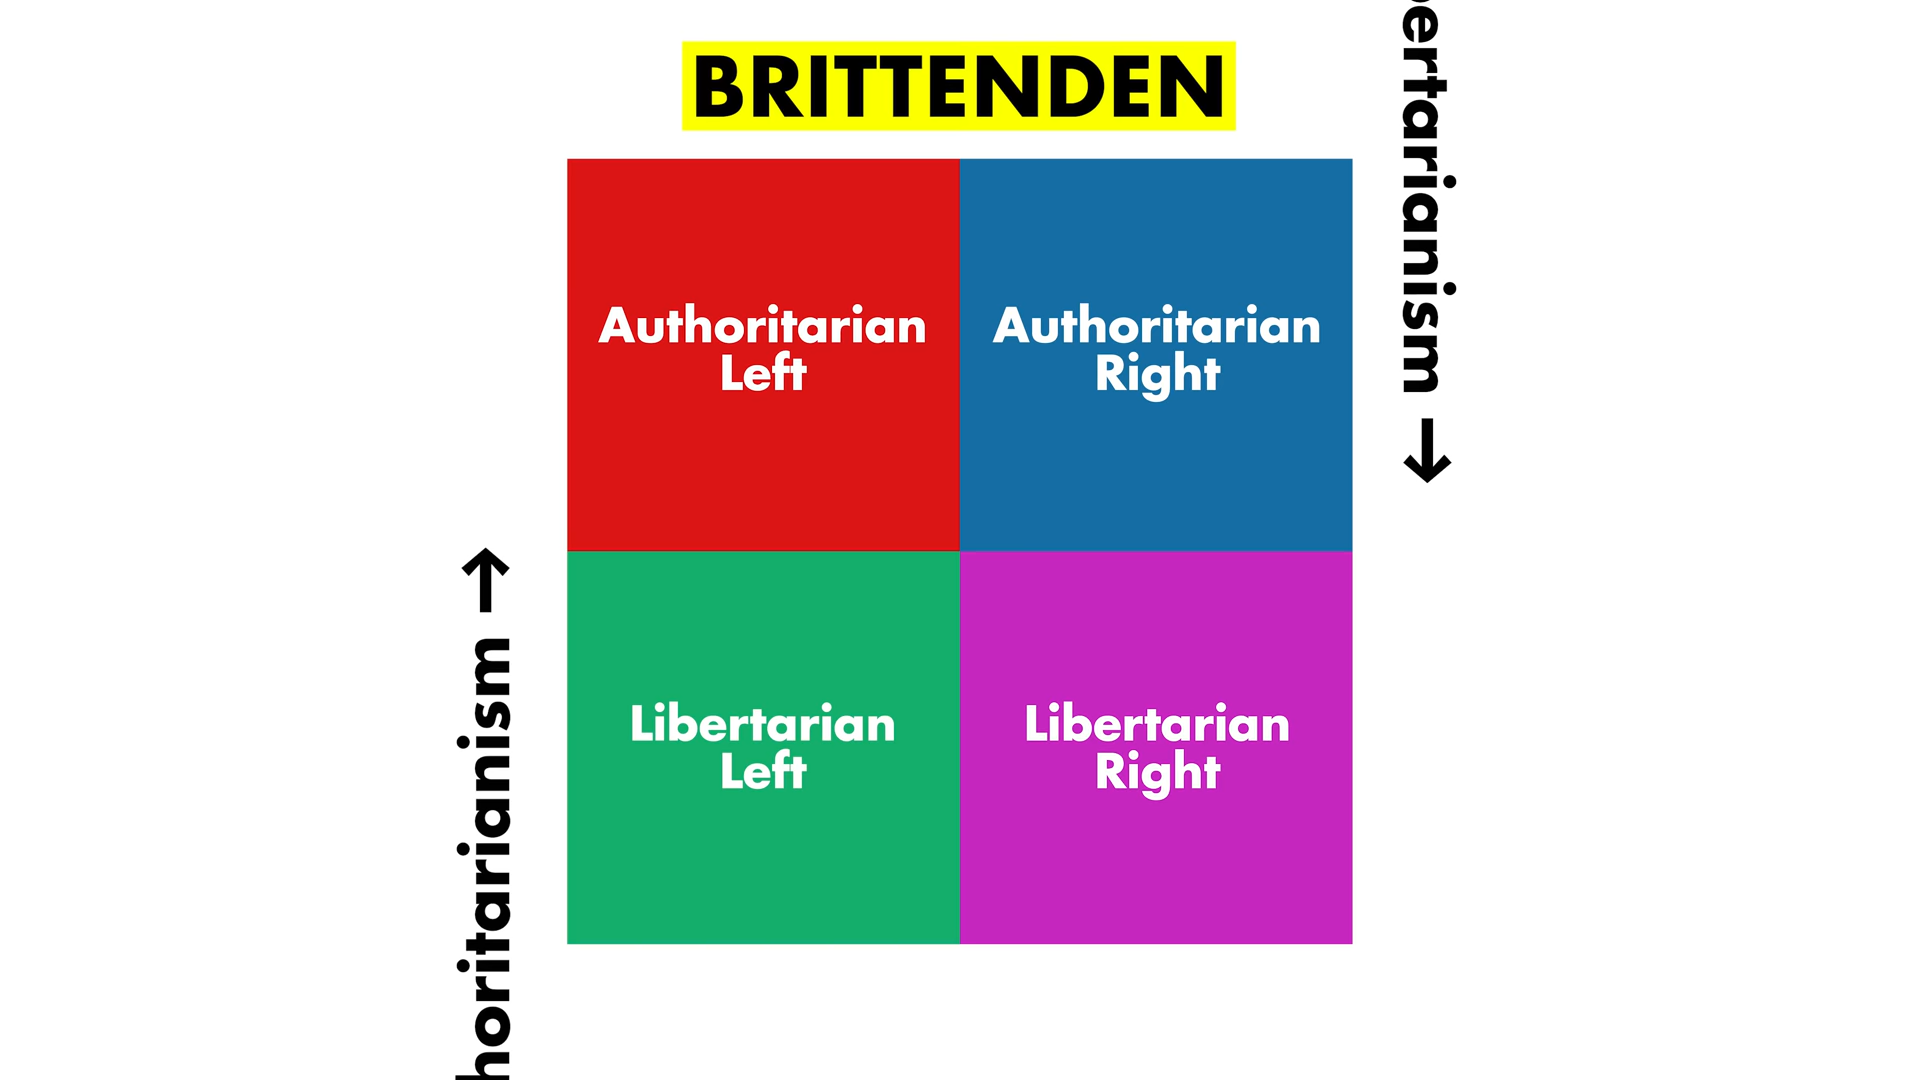 BRITTENDEN
Authoritarian
Left
Authoritarian
Right
Libertarian
Left
Libertarian
Right
horitarianism →
ertarianism →